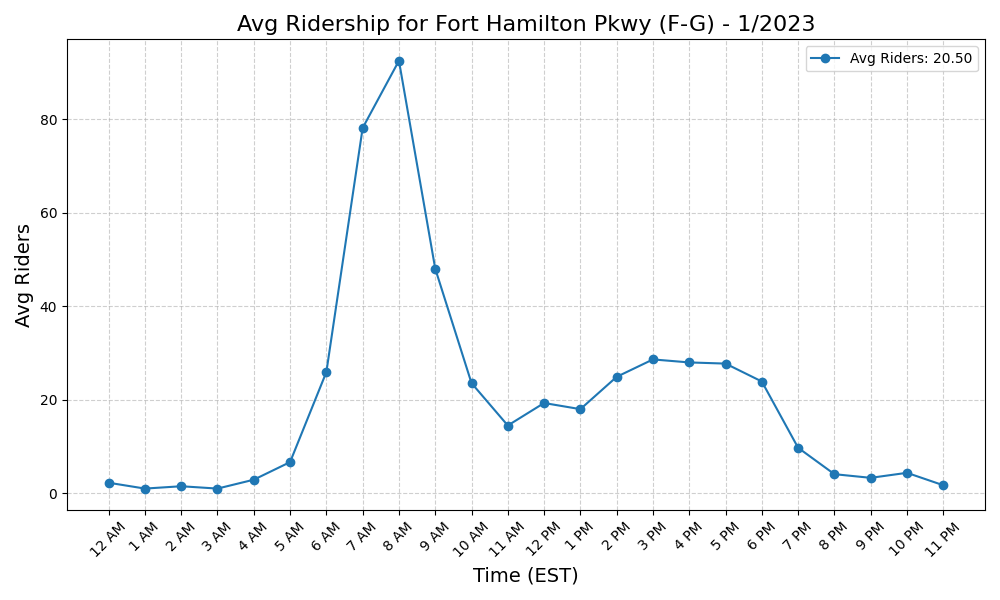 Avg Ridership for Fort Hamilton Pkwy (F-G) - 1/2023
Avg Riders: 20.50
Avg Riders
80
60
40
20
0
12 AM
1 AM
2 AM
3 AM
4 AM
5 AM
6 AM
7 AM
8 AM
9 AM
10 AM
11 AM
12 PM
1 PM
2 PM
3 PM
4 PM
5 PM
6 PM
7 PM
8 PM
9 PM
10 PM
11 PM
Time (EST)